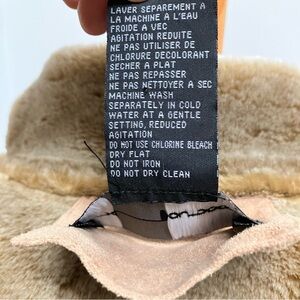 LAVER SEPAREMENT A
LA MACHINE A L'EAU
FROIDE A VEC
AGITATION REDUITE
NE PAS UTILISER DE
CHLORURE DECOLORANT
SECHER A PLAT
NE PAS REPASSER
NE PAS NETTOYER A SEC
MACHINE WASH
SEPARATELY IN COLD
WATER AT A GENTLE
SETTING, REDUCED
AGITATION
DO NOT USE CHLORINE BLEACH
DRY FLAT
DO NOT IRON
DO NOT DRY CLEAN